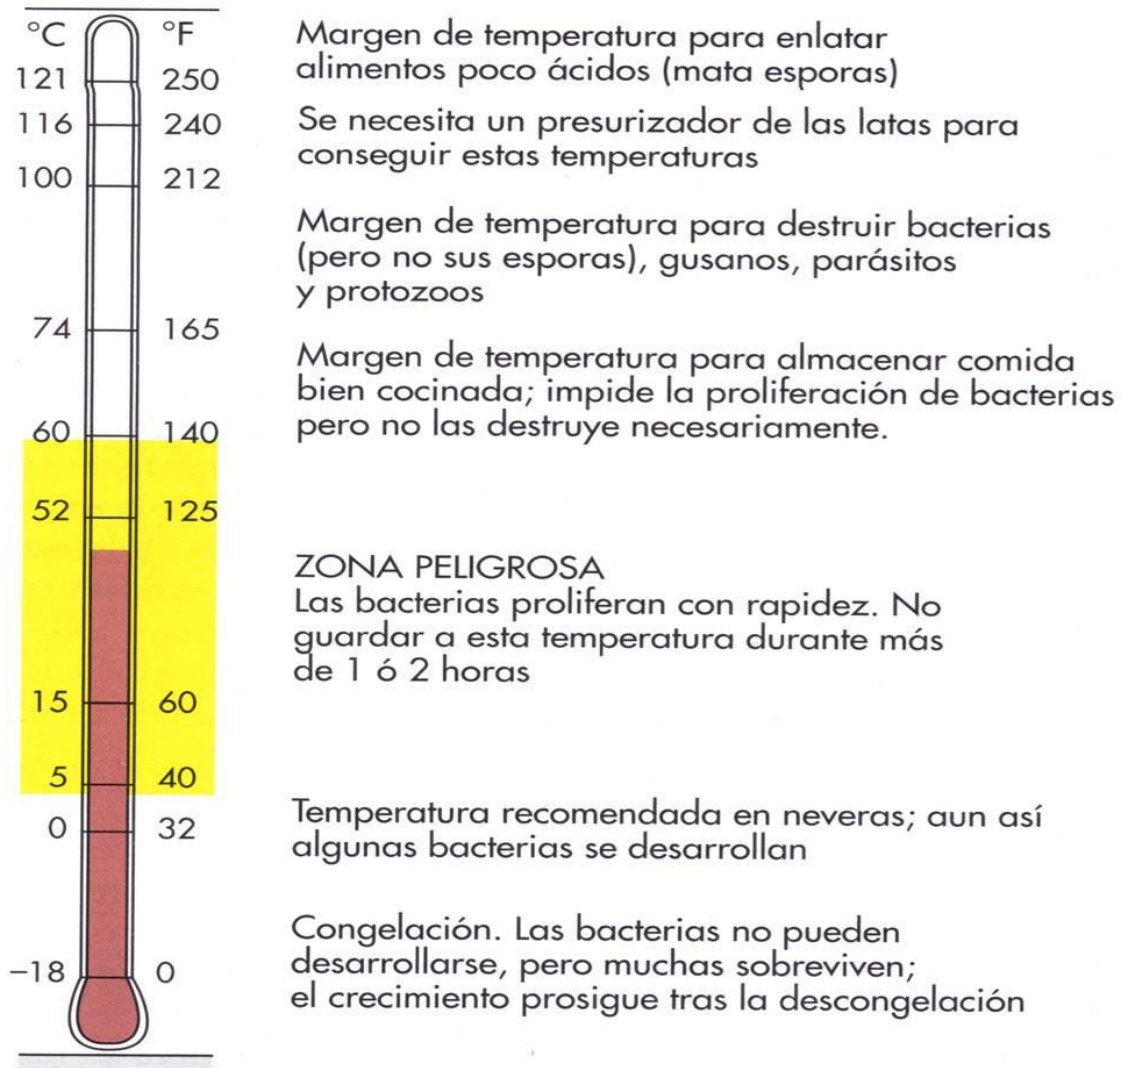 °C °F
Margen de temperatura para enlatar
alimentos poco ácidos (mata esporas)
121 250
116 240
Se necesita un presurizador de las latas para
conseguir estas temperaturas
100 212
Margen de temperatura para destruir bacterias
(pero no sus esporas), gusanos, parásitos
y protozoos
74 165
Margen de temperatura para almacenar comida
bien cocinada; impide la proliferación de bacterias
pero no las destruye necesariamente.
60 140
52 125
ZONA PELIGROSA
Las bacterias proliferan con rapidez. No
guardar a esta temperatura durante más
de 1 ó 2 horas
15 60
5 40
0 32
Temperatura recomendada en neveras; aun así
algunas bacterias se desarrollan
Congelación. Las bacterias no pueden
desarrollarse, pero muchas sobreviven;
el crecimiento prosigue tras la descongelación
–18 0